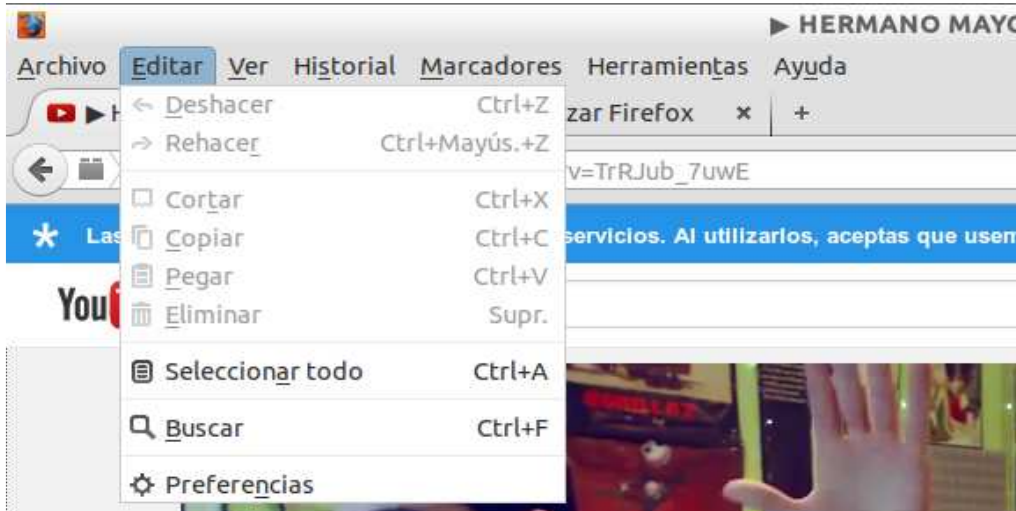 ▶ HERMANO MAYO
Archivo Editar Ver Historial Marcadores Herramientas Ayuda
▶ H
zar Firefox × +
v=TrRJub_7uwE
Las
servicios. Al utilizarlos, aceptas que usem
You
Deshacer Ctrl+Z
Rehacer Ctrl+Mayús.+Z
Cortar Ctrl+X
Copiar Ctrl+C
Pegar Ctrl+V
Eliminar Supr.
Seleccionar todo Ctrl+A
Buscar Ctrl+F
Preferencias